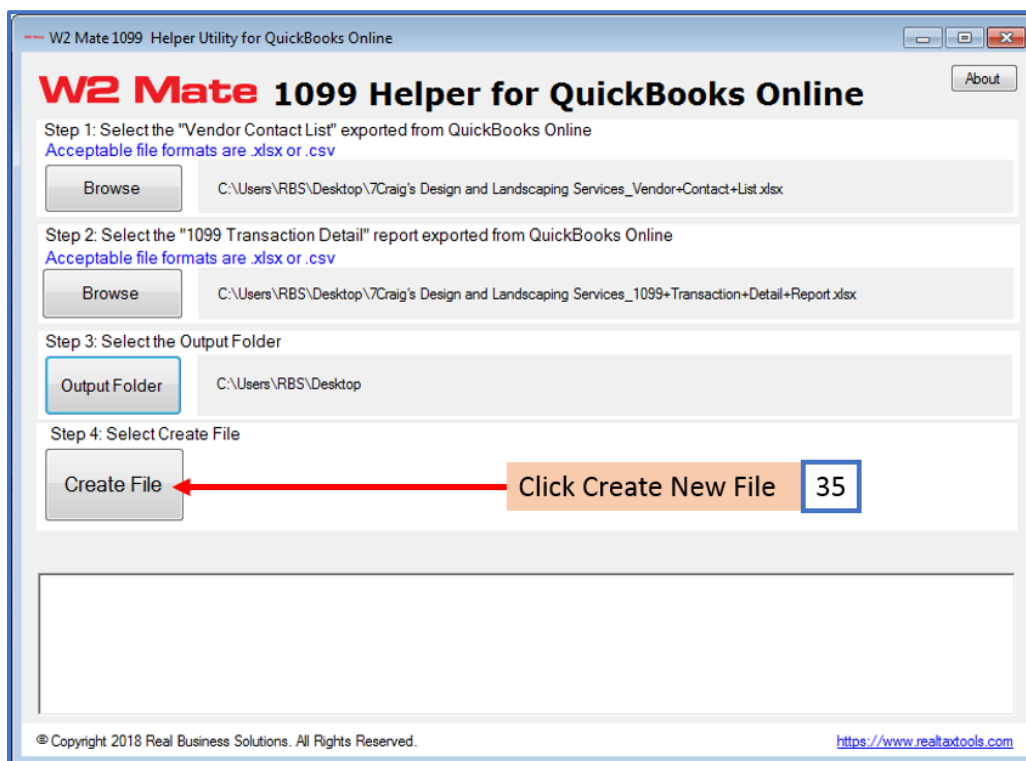 W2 Mate 1099 Helper Utility for QuickBooks Online
About
W2 Mate 1099 Helper for QuickBooks Online
Step 1: Select the "Vendor Contact List" exported from QuickBooks Online
Acceptable file formats are .xlsx or .csv
Browse C:\Users\RBS\Desktop\7Craig's Design and Landscaping Services_Vendor+Contact+List.xlsx
Step 2: Select the "1099 Transaction Detail" report exported from QuickBooks Online
Acceptable file formats are .xlsx or .csv
Browse C:\Users\RBS\Desktop\7Craig's Design and Landscaping Services_1099+Transaction+Detail+Report.xlsx
Step 3: Select the Output Folder
Output Folder C:\Users\RBS\Desktop
Step 4: Select Create File
Create File Click Create New File 35
© Copyright 2018 Real Business Solutions. All Rights Reserved. https://www.realtaxtools.com